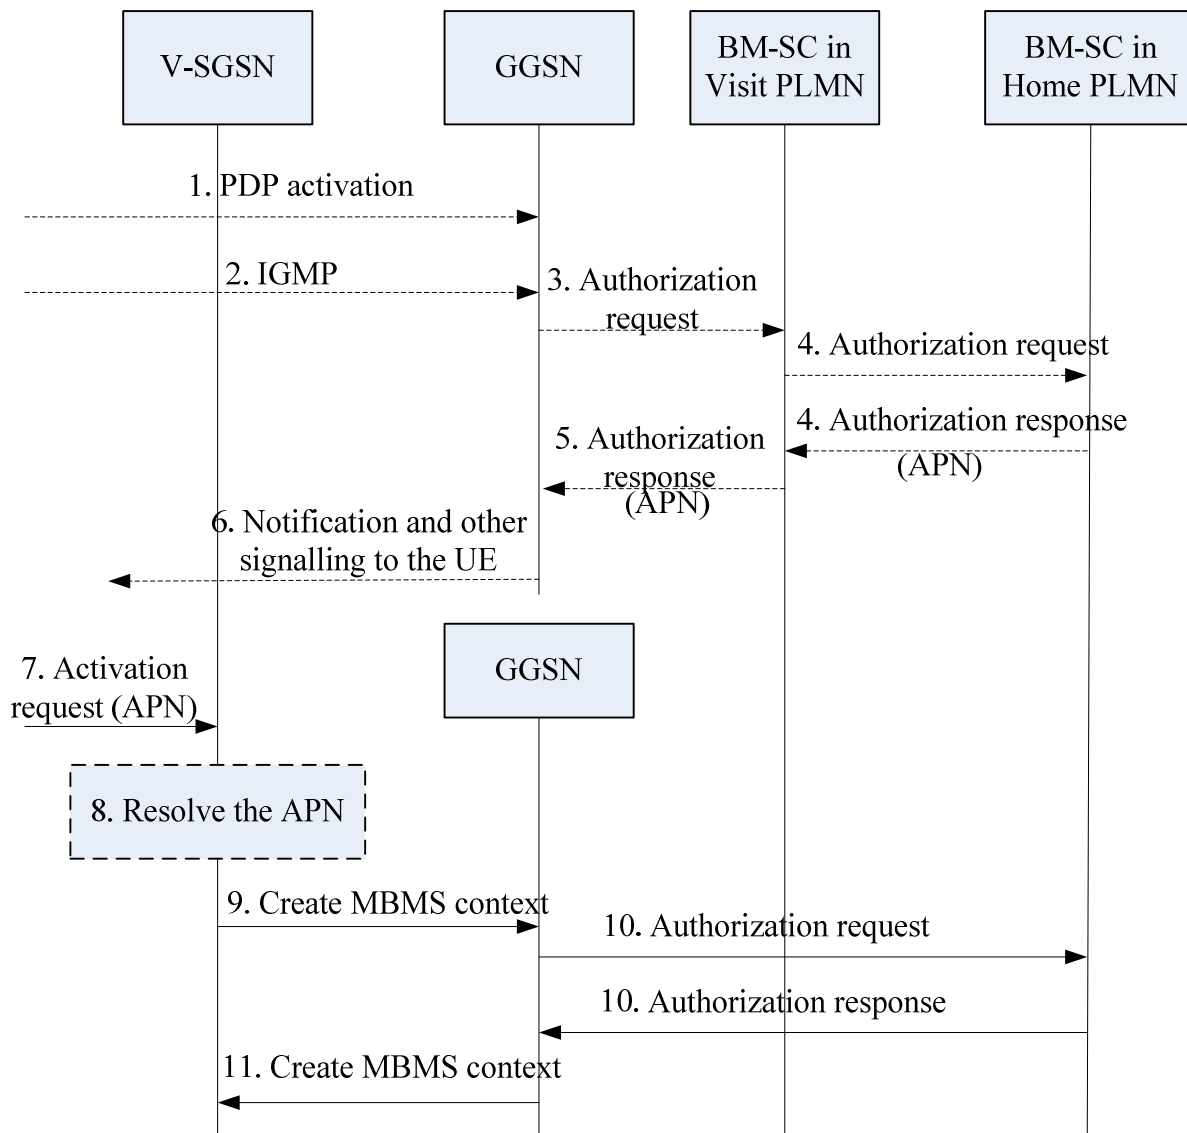 V-SGSN
GGSN
BM-SC in
Visit PLMN
BM-SC in
Home PLMN
1. PDP activation
2. IGMP
3. Authorization
request
4. Authorization request
4. Authorization response
(APN)
5. Authorization
response
(APN)
6. Notification and other
signalling to the UE
GGSN
7. Activation
request (APN)
8. Resolve the APN
9. Create MBMS context
10. Authorization request
10. Authorization response
11. Create MBMS context